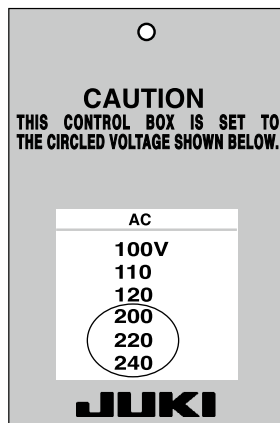 CAUTION
THIS CONTROL BOX IS SET TO
THE CIRCLED VOLTAGE SHOWN BELOW.
AC
100V
110
120
200
220
240
JUKI